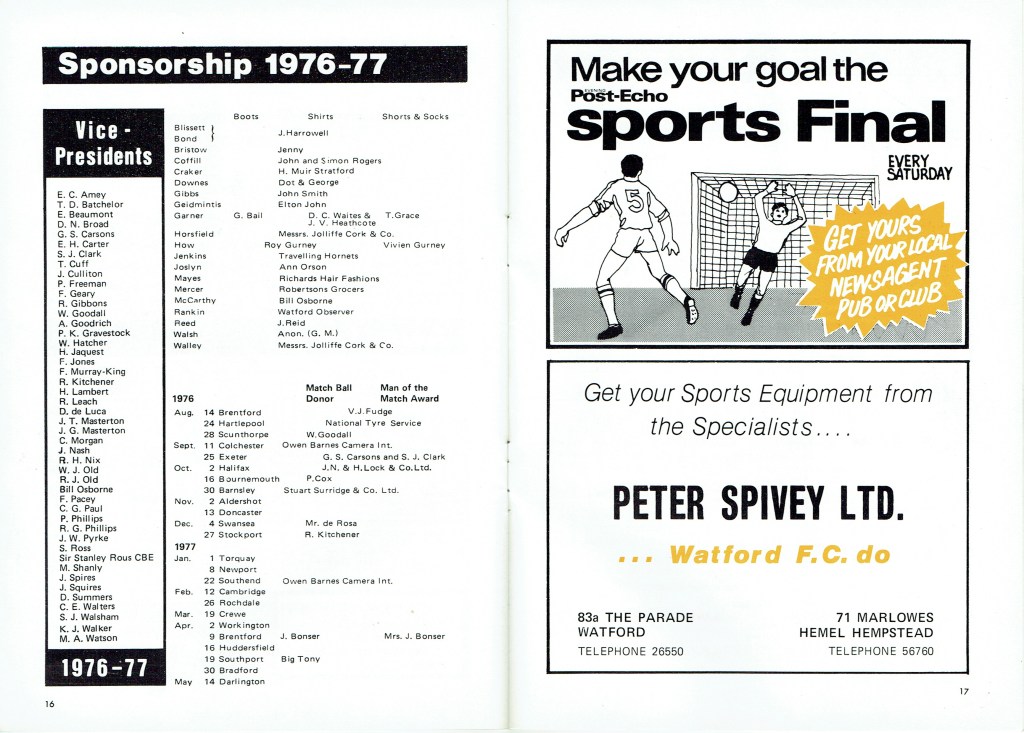 Sponsorship 1976-77
Vice -
Presidents
E. C. Amey
T. D. Batchelor
E. Beaumont
D. N. Broad
G. S. Carsons
E. H. Carter
S. J. Clark
T. Cuff
J. Culliton
P. Freeman
F. Geary
R. Gibbons
W. Goodall
A. Goodrich
P. K. Gravestock
W. Hatcher
H. Jaquest
F. Jones
F. Murray-King
R. Kitchener
H. Lambert
R. Leach
D. de Luca
J. T. Masterton
J. G. Masterton
C. Morgan
J. Nash
R. H. Nix
W. J. Old
R. J. Old
Bill Osborne
F. Pacey
C. G. Paul
P. Phillips
R. G. Phillips
J. W. Pyrke
S. Ross
Sir Stanley Rous CBE
M. Shanly
J. Spires
J. Squires
D. Summers
C. E. Walters
S. J. Walsham
K. J. Walker
M. A. Watson
1976-77
Boots Shirts Shorts & Socks
Blissett }
Bond } J.Harrowell
Bristow Jenny
Coffill John and Simon Rogers
Craker H. Muir Stratford
Downes Dot & George
Gibbs John Smith
Geidmintis Elton John
Garner G. Ball D. C. Waites & T.Grace
J. V. Heathcote
Horsfield Messrs. Jolliffe Cork & Co.
How Roy Gurney Vivien Gurney
Jenkins Travelling Hornets
Joslyn Ann Orson
Mayes Richards Hair Fashions
Mercer Robertsons Grocers
McCarthy Bill Osborne
Rankin Watford Observer
Reed J.Reid
Walsh Anon. (G. M.)
Walley Messrs. Jolliffe Cork & Co.
Match Ball Man of the
1976 Donor Match Award
Aug. 14 Brentford V.J.Fudge
24 Hartlepool National Tyre Service
28 Scunthorpe W.Goodall
Sept. 11 Colchester Owen Barnes Camera Int.
25 Exeter G. S. Carsons and S. J. Clark
Oct. 2 Halifax J.N. & H.Lock & Co.Ltd.
16 Bournemouth P.Cox
30 Barnsley Stuart Surridge & Co. Ltd.
Nov. 2 Aldershot
13 Doncaster
Dec. 4 Swansea Mr. de Rosa
27 Stockport R. Kitchener
1977
Jan. 1 Torquay
8 Newport
22 Southend Owen Barnes Camera Int.
Feb. 12 Cambridge
26 Rochdale
Mar. 19 Crewe
Apr. 2 Workington
9 Brentford J. Bonser Mrs. J. Bonser
16 Huddersfield
19 Southport Big Tony
30 Bradford
May 14 Darlington
16
Make your goal the
EVENING
Post-Echo
sports Final
EVERY
SATURDAY
5
GET YOURS
FROM YOUR LOCAL
NEWSAGENT
PUB OR CLUB
Get your Sports Equipment from
the Specialists....
PETER SPIVEY LTD.
... Watford F.C. do
83a THE PARADE
WATFORD
TELEPHONE 26550
71 MARLOWES
HEMEL HEMPSTEAD
TELEPHONE 56760
17